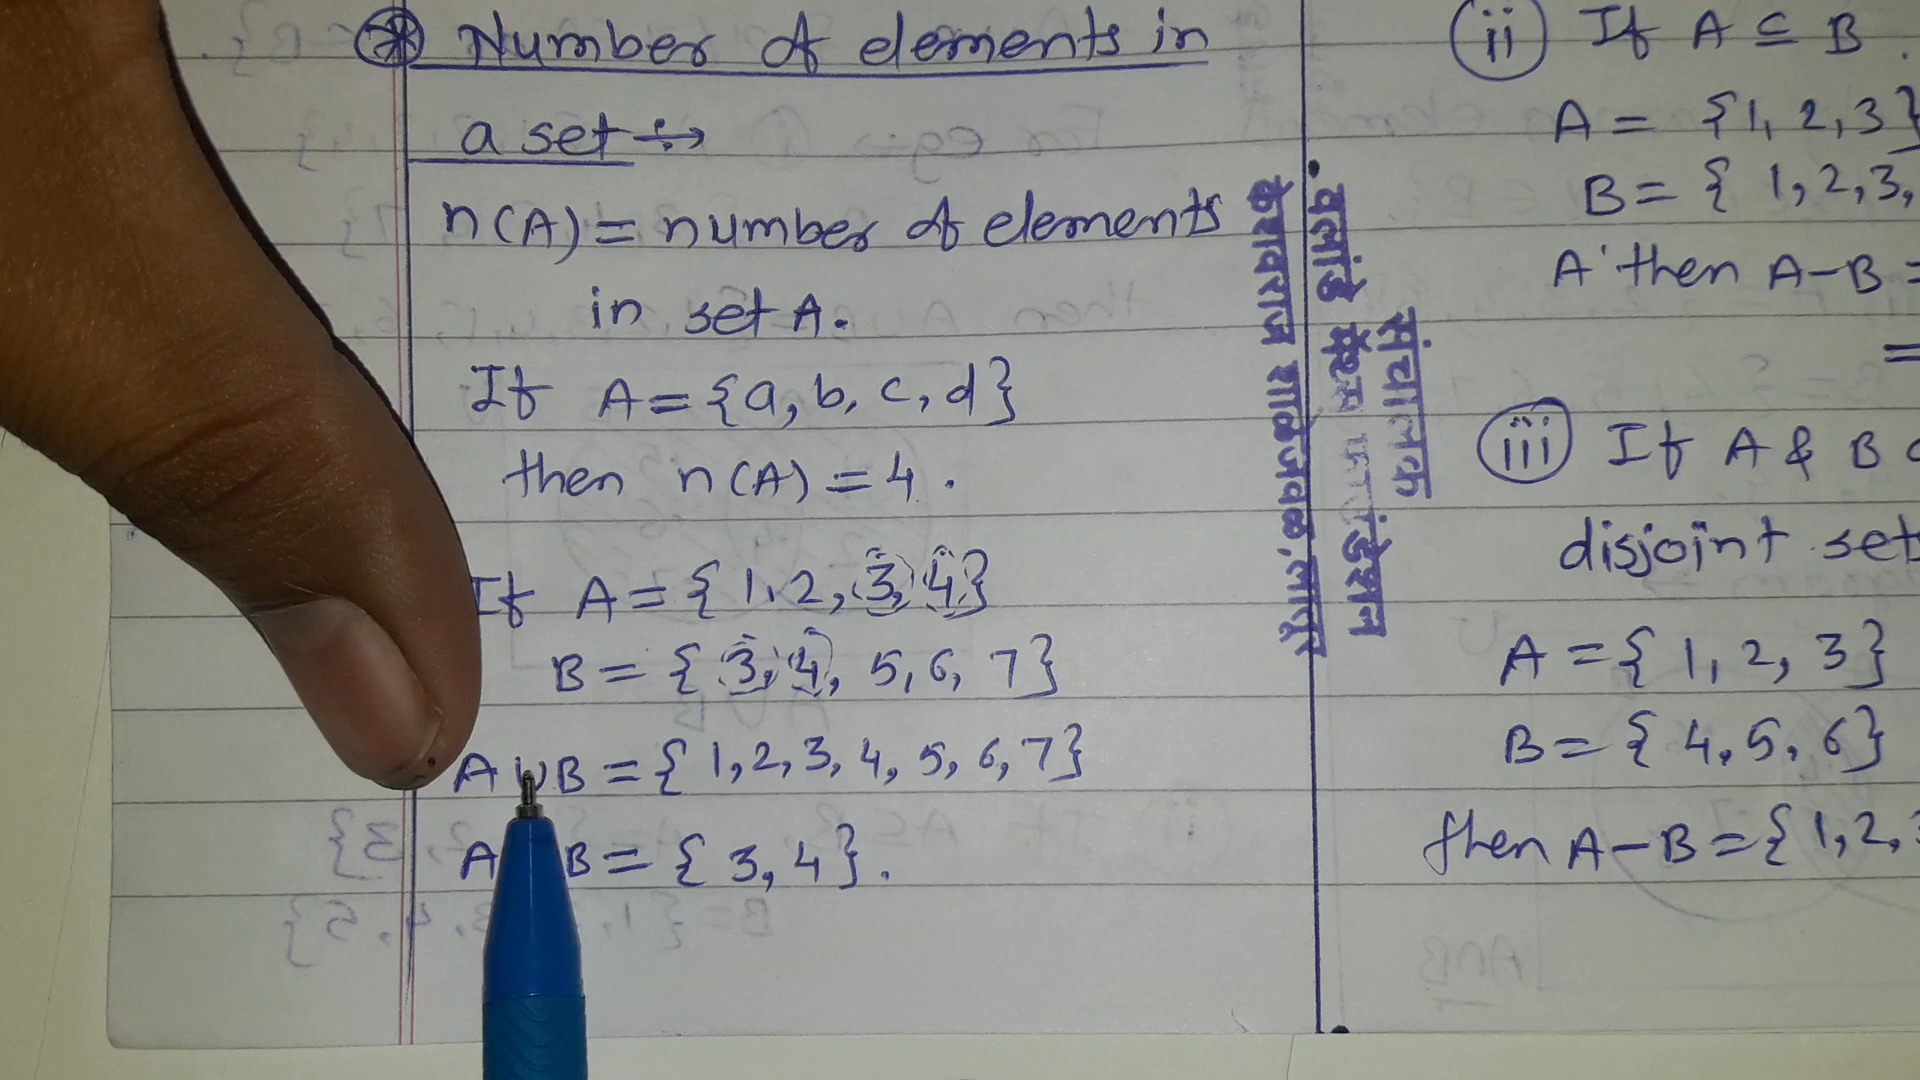 * Number of elements in
a set →
n(A) = number of elements
in set A.
If A = {a, b, c, d}
then n(A) = 4 .
If A = { 1, 2, 3, 4}
B = { 3, 4, 5, 6, 7}
A ∪ B = { 1, 2, 3, 4, 5, 6, 7}
A B = { 3, 4}.
केशवराज शाळेजवळ, लातूर
संचालक
(ii) If A ⊆ B .
A = {1, 2, 3}
B = { 1, 2, 3,
A' then A - B =
=
(iii) If A & B
disjoint sets
A = { 1, 2, 3}
B = { 4, 5, 6}
then A - B = { 1, 2,